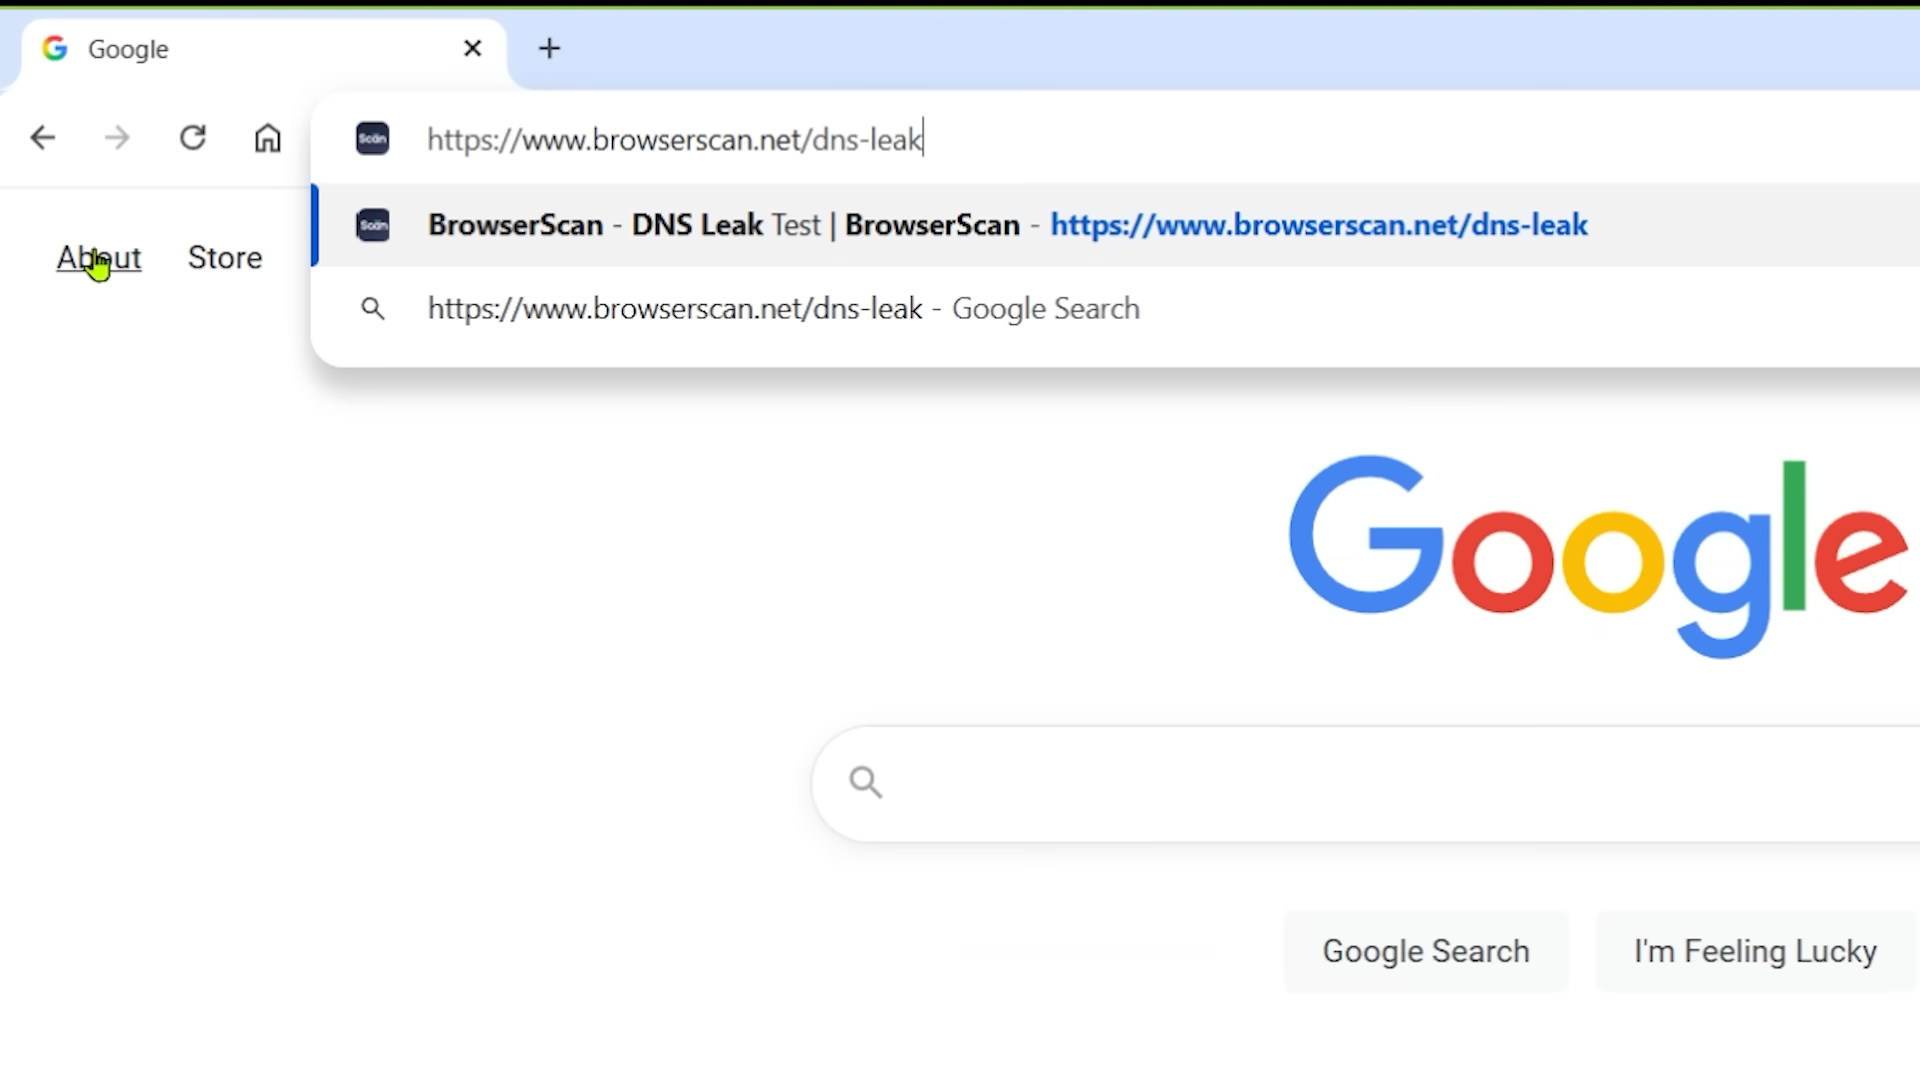 Google
https://www.browserscan.net/dns-leak
BrowserScan - DNS Leak Test | BrowserScan - https://www.browserscan.net/dns-leak
https://www.browserscan.net/dns-leak - Google Search
About Store
Google
Google Search I'm Feeling Lucky